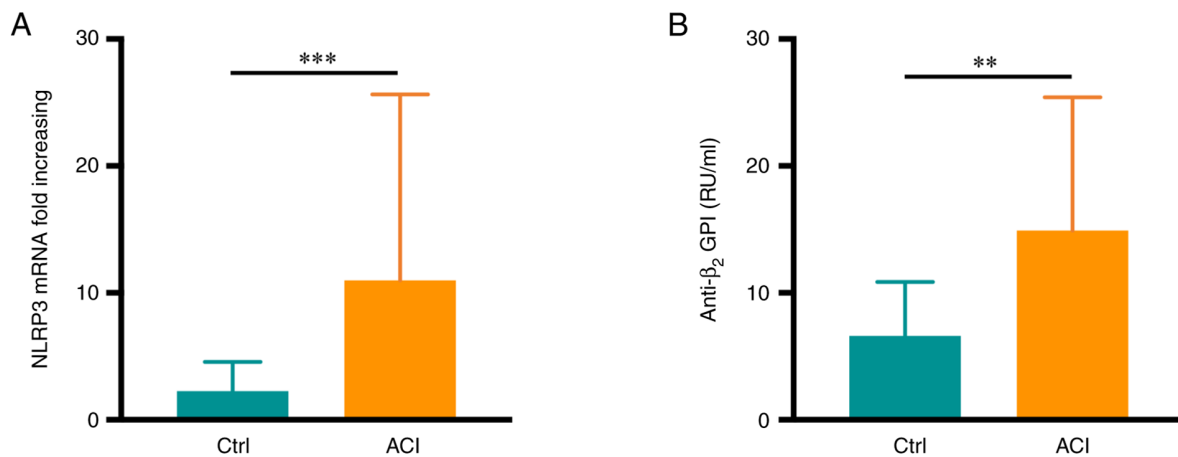 A
NLRP3 mRNA fold increasing
30
20
10
0
***
Ctrl
ACI
B
Anti-β₂ GPI (RU/ml)
30
20
10
0
**
Ctrl
ACI